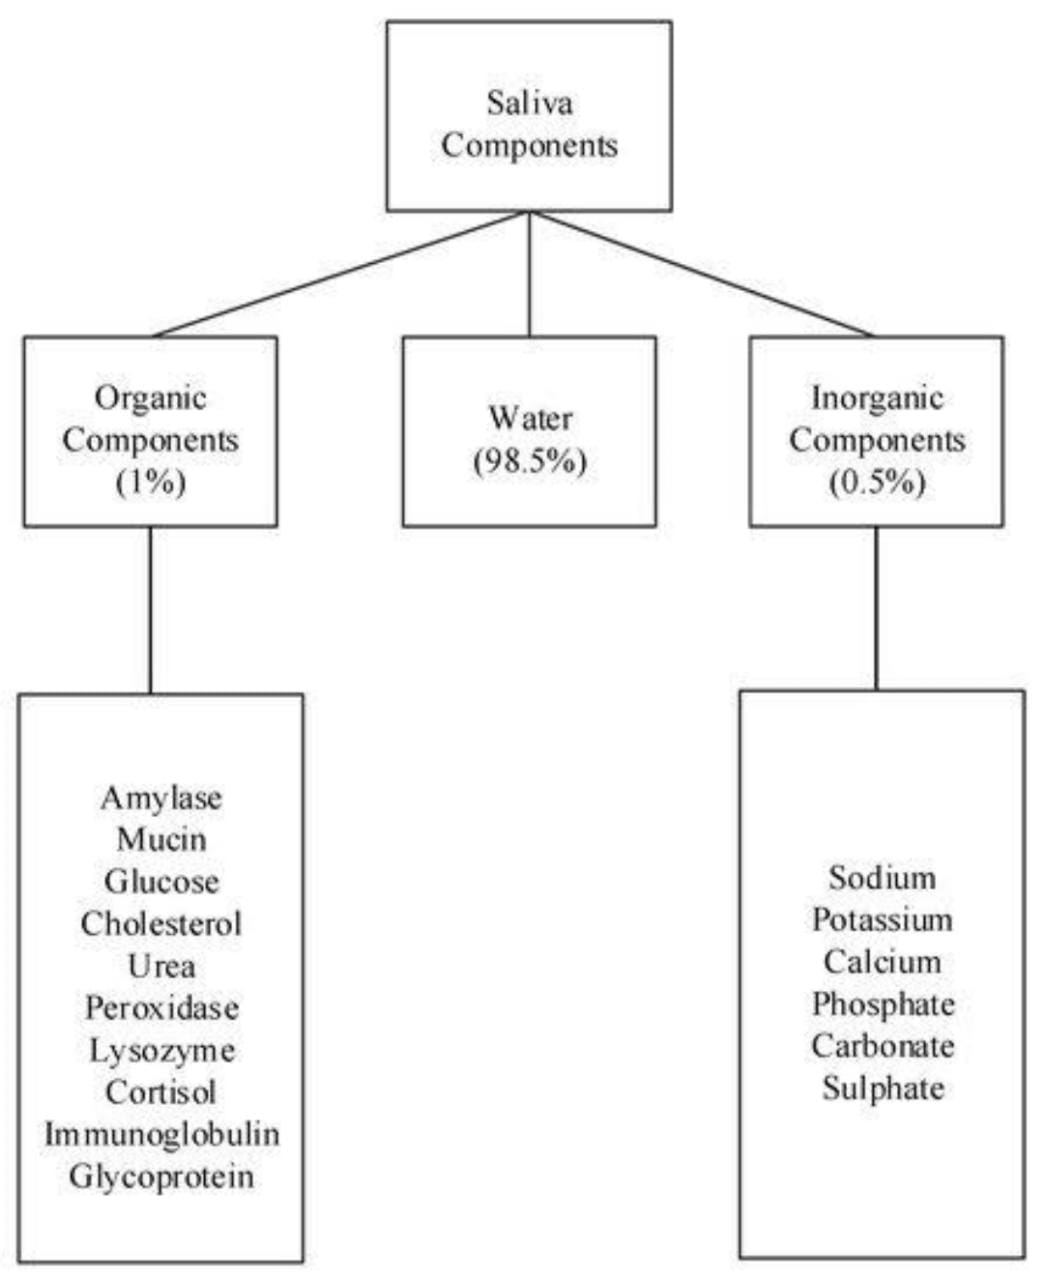 Saliva
Components
Organic
Components
(1%)
Water
(98.5%)
Inorganic
Components
(0.5%)
Amylase
Mucin
Glucose
Cholesterol
Urea
Peroxidase
Lysozyme
Cortisol
Immunoglobulin
Glycoprotein
Sodium
Potassium
Calcium
Phosphate
Carbonate
Sulphate